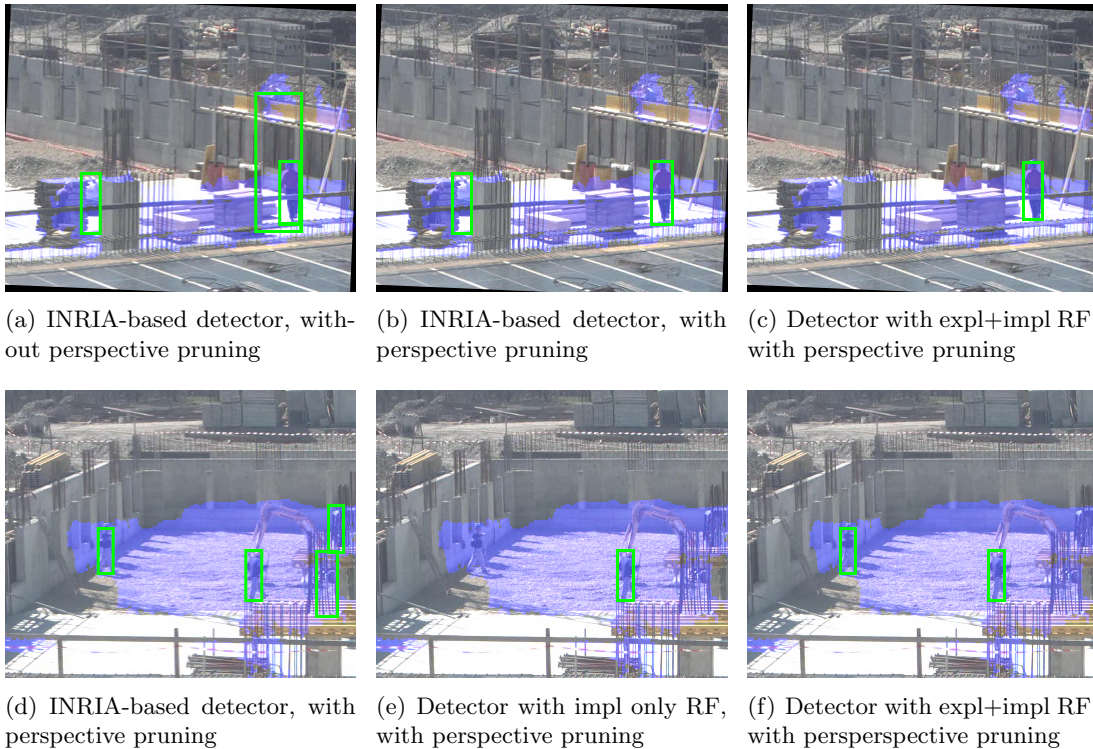 (a) INRIA-based detector, with-
out perspective pruning
(b) INRIA-based detector, with
perspective pruning
(c) Detector with expl+impl RF
with perspective pruning
(d) INRIA-based detector, with
perspective pruning
(e) Detector with impl only RF,
with perspsective pruning
(f) Detector with expl+impl RF
with persperspective pruning